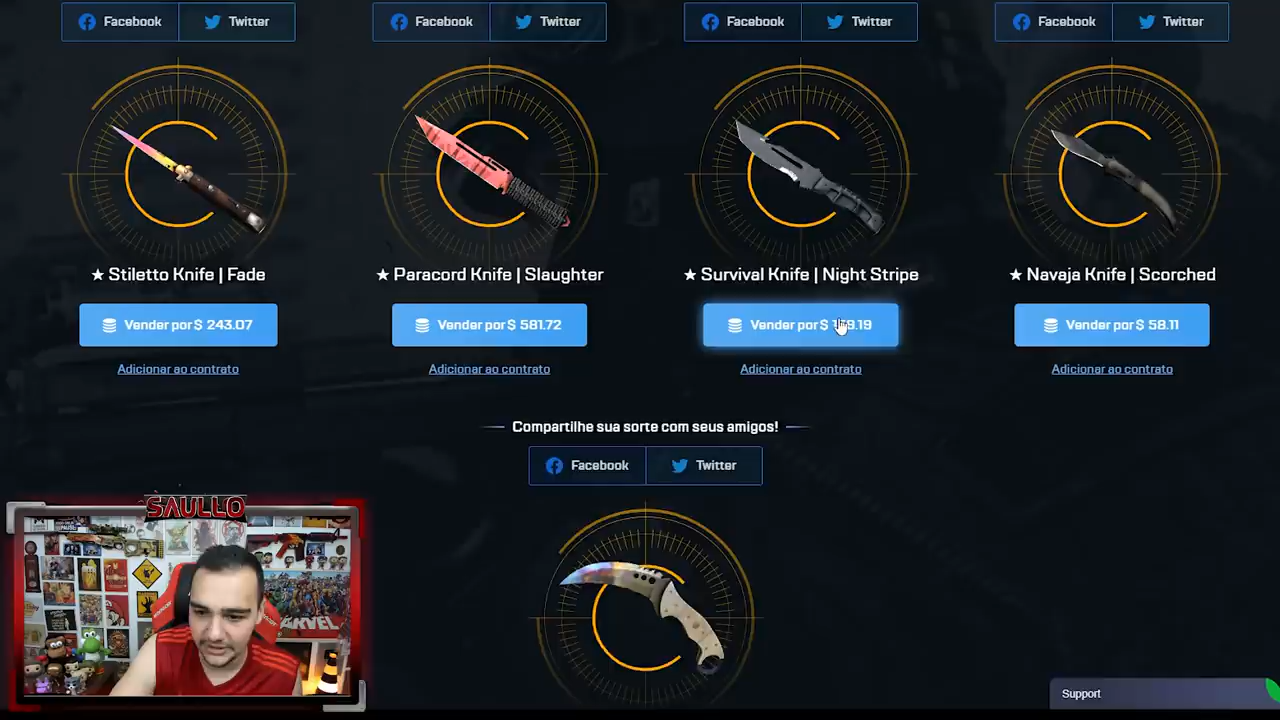 Facebook Twitter Facebook Twitter Facebook Twitter Facebook Twitter
★ Stiletto Knife | Fade ★ Paracord Knife | Slaughter ★ Survival Knife | Night Stripe ★ Navaja Knife | Scorched
Vender por $ 243.07 Vender por $ 581.72 Vender por $ Vender por $ 58.11
Adicionar ao contrato Adicionar ao contrato Adicionar ao contrato Adicionar ao contrato
Compartilhe sua sorte com seus amigos!
Facebook Twitter
SAULLO
MARVEL
Support